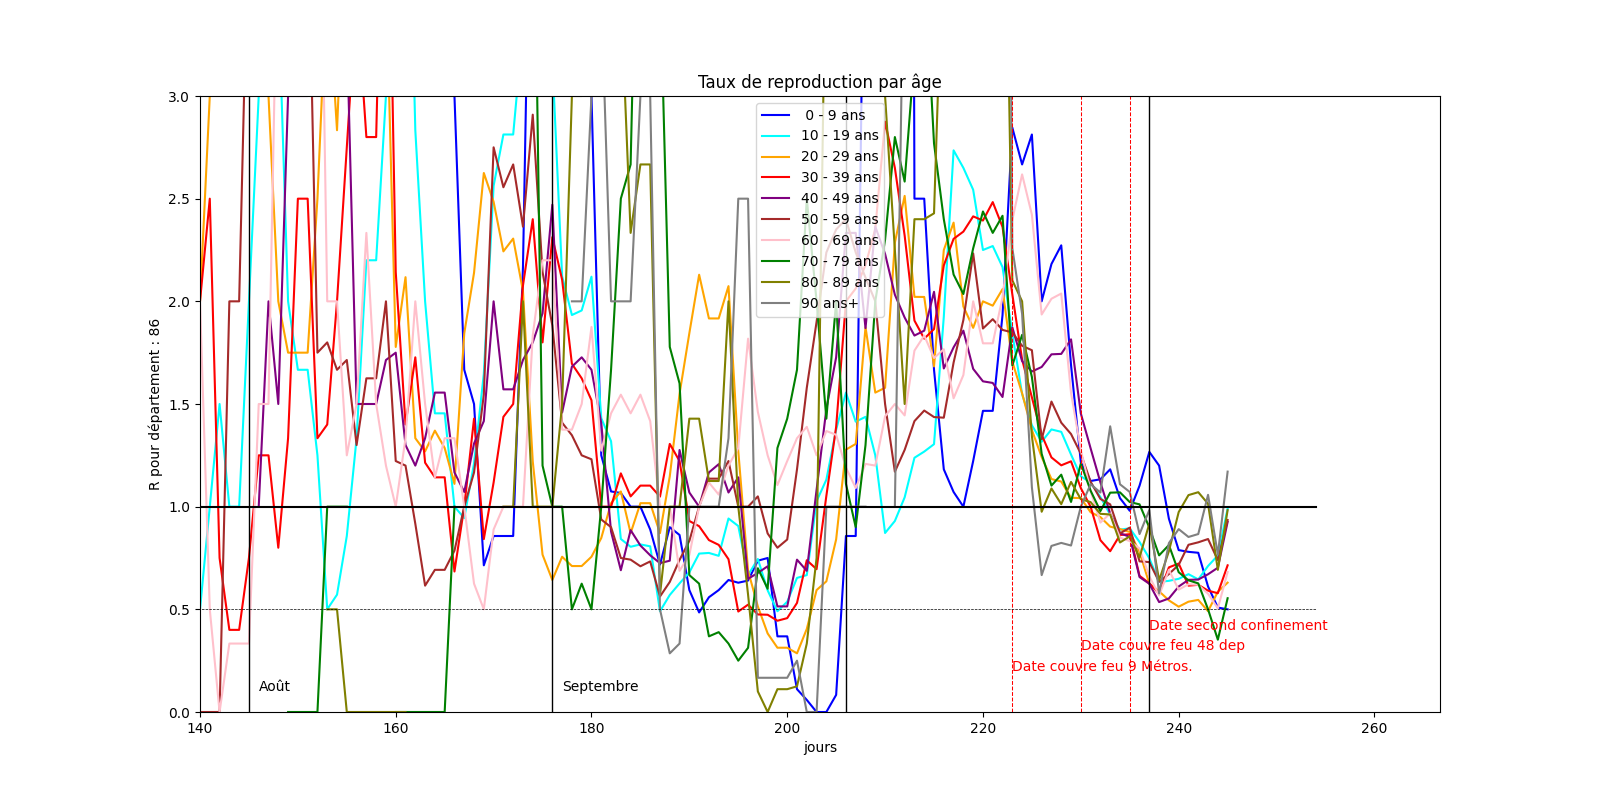 Taux de reproduction par âge
3.0
2.5
2.0
1.5
1.0
0.5
0.0
R pour département : 86
0 - 9 ans
10 - 19 ans
20 - 29 ans
30 - 39 ans
40 - 49 ans
50 - 59 ans
60 - 69 ans
70 - 79 ans
80 - 89 ans
90 ans+
Date second confinement
Date couvre feu 48 dep
Date couvre feu 9 Métros.
Août
Septembre
140
160
180
200
220
240
260
jours